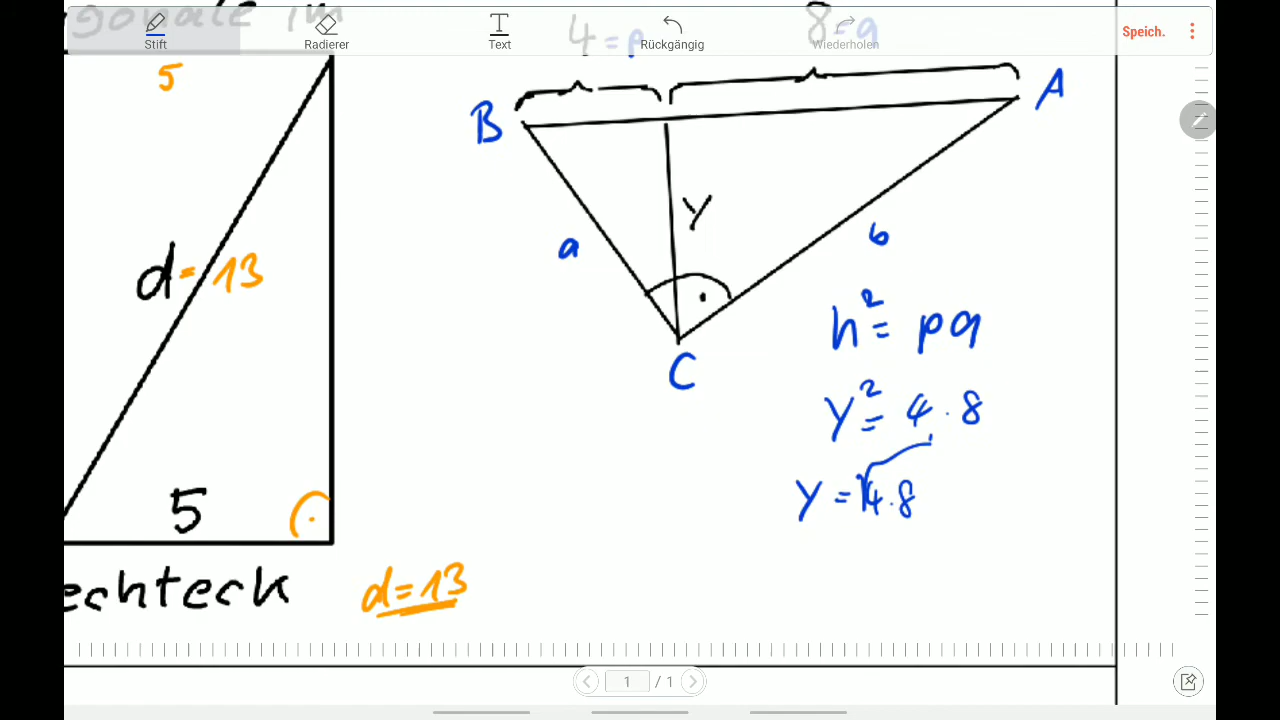 Stift
Radierer
Text
Rückgängig
Wiederholen
Speich.
4 = p
8 = q
5
B
A
d = 13
Y
a
b
C
h² = pq
Y² = 4 · 8
Y = √4 · 8
5
d = 13
1 / 1